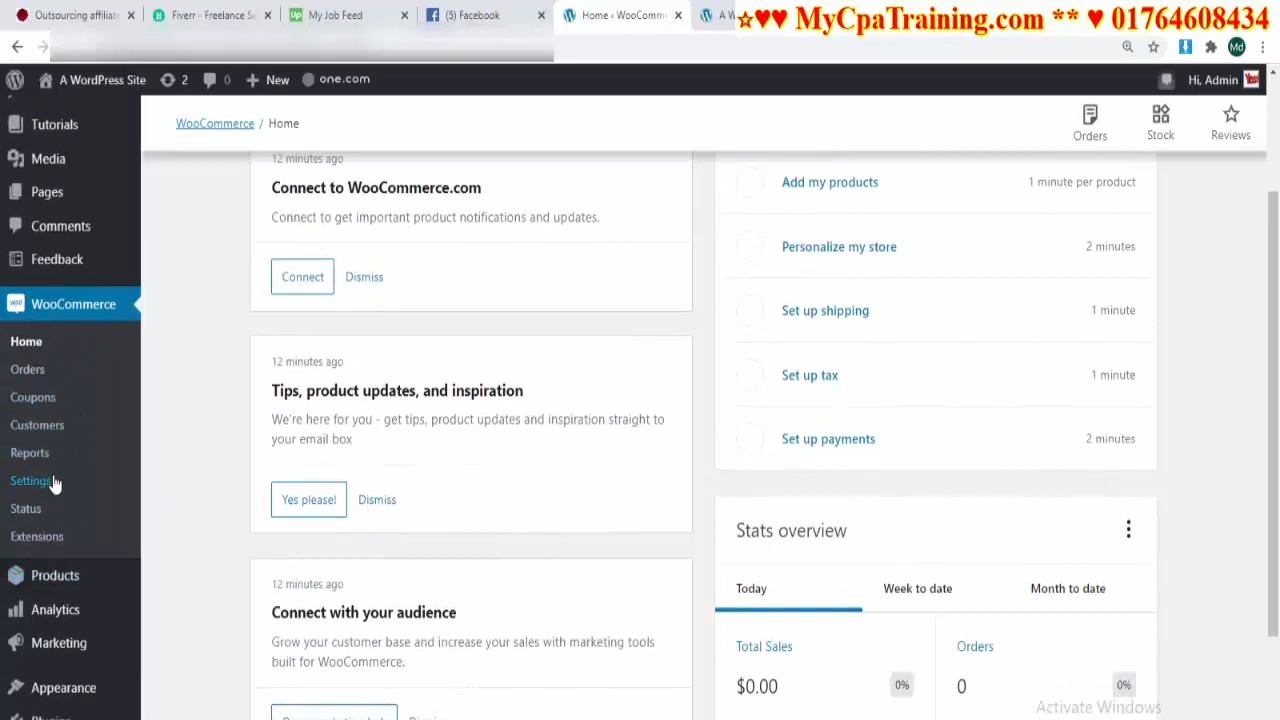 Outsourcing affiliat
Fiverr - Freelance S
My Job Feed
(5) Facebook
Home ‹ WooComm
A W
☆♥♥ MyCpaTraining.com ** ♥ 01764608434
A WordPress Site
2
0
New
one.com
Hi, Admin
Tutorials
Media
Pages
Comments
Feedback
WooCommerce
Home
Orders
Coupons
Customers
Reports
Settings
Status
Extensions
Products
Analytics
Marketing
Appearance
WooCommerce / Home
Orders
Stock
Reviews
12 minutes ago
Connect to WooCommerce.com
Connect to get important product notifications and updates.
Connect
Dismiss
12 minutes ago
Tips, product updates, and inspiration
We're here for you - get tips, product updates and inspiration straight to
your email box
Yes please!
Dismiss
12 minutes ago
Connect with your audience
Grow your customer base and increase your sales with marketing tools
built for WooCommerce.
Add my products
1 minute per product
Personalize my store
2 minutes
Set up shipping
1 minute
Set up tax
1 minute
Set up payments
2 minutes
Stats overview
Today
Week to date
Month to date
Total Sales
$0.00
0%
Orders
0
0%
Activate Windows